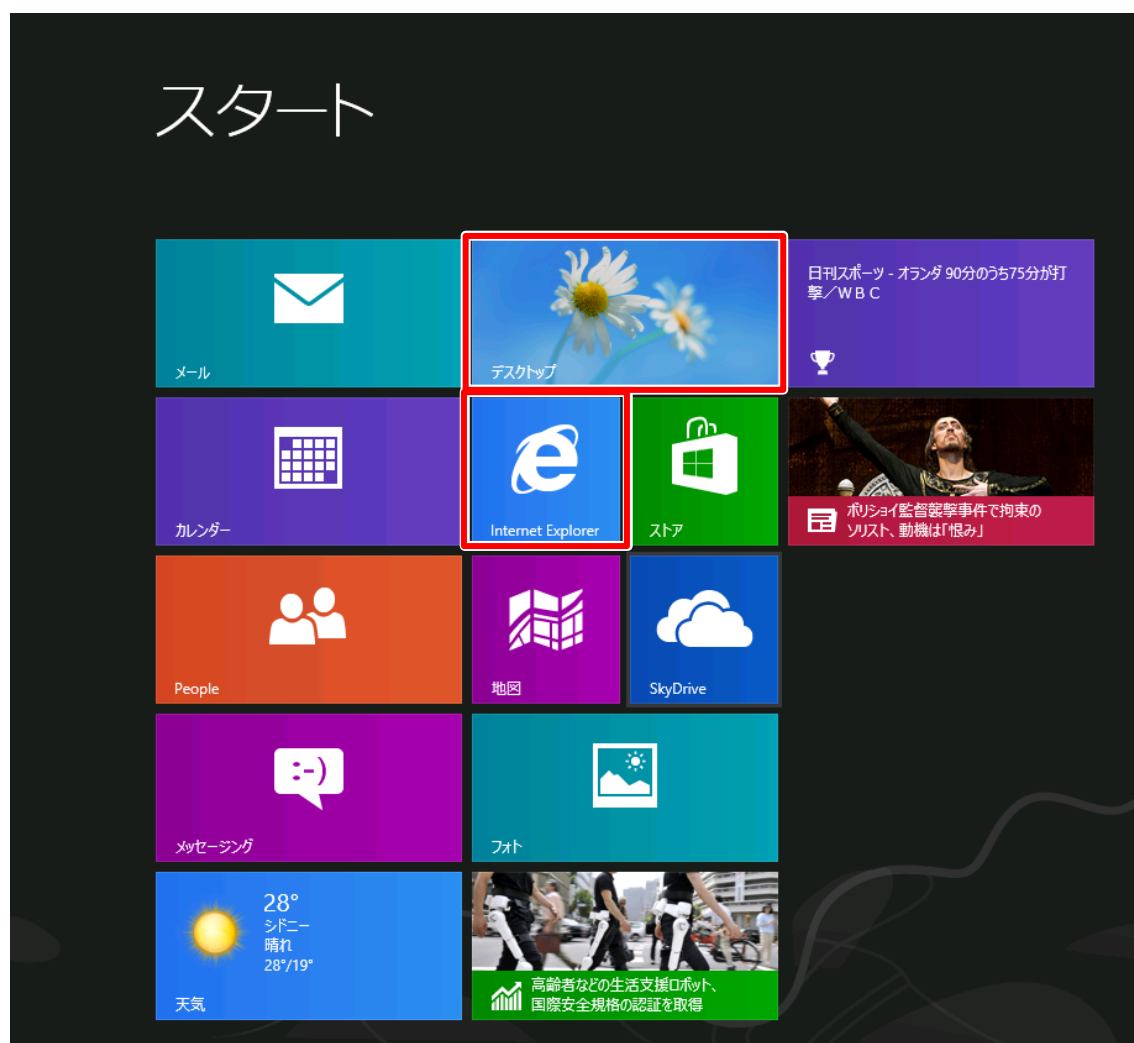 スタート
メール
デスクトップ
日刊スポーツ - オランダ 90分のうち75分が打
撃／ＷＢＣ
カレンダー
Internet Explorer
ストア
ボリショイ監督襲撃事件で拘束の
ソリスト、動機は「恨み」
People
地図
SkyDrive
:-)
メッセージング
フォト
28°
シドニー
晴れ
28°/19°
天気
高齢者などの生活支援ロボット、
国際安全規格の認証を取得